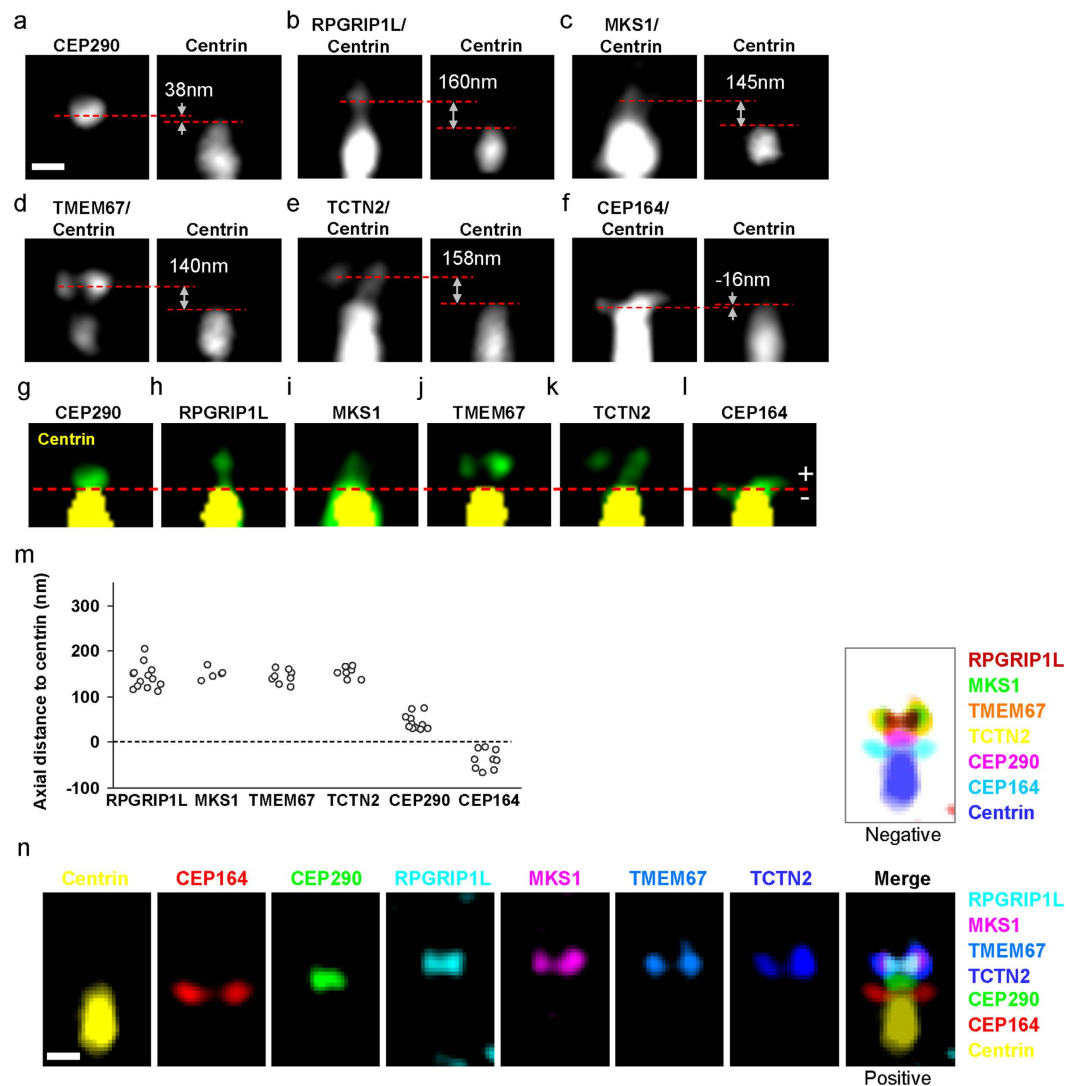 a
CEP290
Centrin
38nm
b
RPGRIP1L/
Centrin
Centrin
160nm
c
MKS1/
Centrin
Centrin
145nm
d
TMEM67/
Centrin
Centrin
140nm
e
TCTN2/
Centrin
Centrin
158nm
f
CEP164/
Centrin
Centrin
-16nm
g
CEP290
Centrin
h
RPGRIP1L
i
MKS1
j
TMEM67
k
TCTN2
l
CEP164
+
-
m
Axial distance to centrin (nm)
300
200
100
0
-100
RPGRIP1L MKS1 TMEM67 TCTN2 CEP290 CEP164
RPGRIP1L
MKS1
TMEM67
TCTN2
CEP290
CEP164
Centrin
Negative
n
Centrin CEP164 CEP290 RPGRIP1L MKS1 TMEM67 TCTN2 Merge
RPGRIP1L
MKS1
TMEM67
TCTN2
CEP290
CEP164
Centrin
Positive